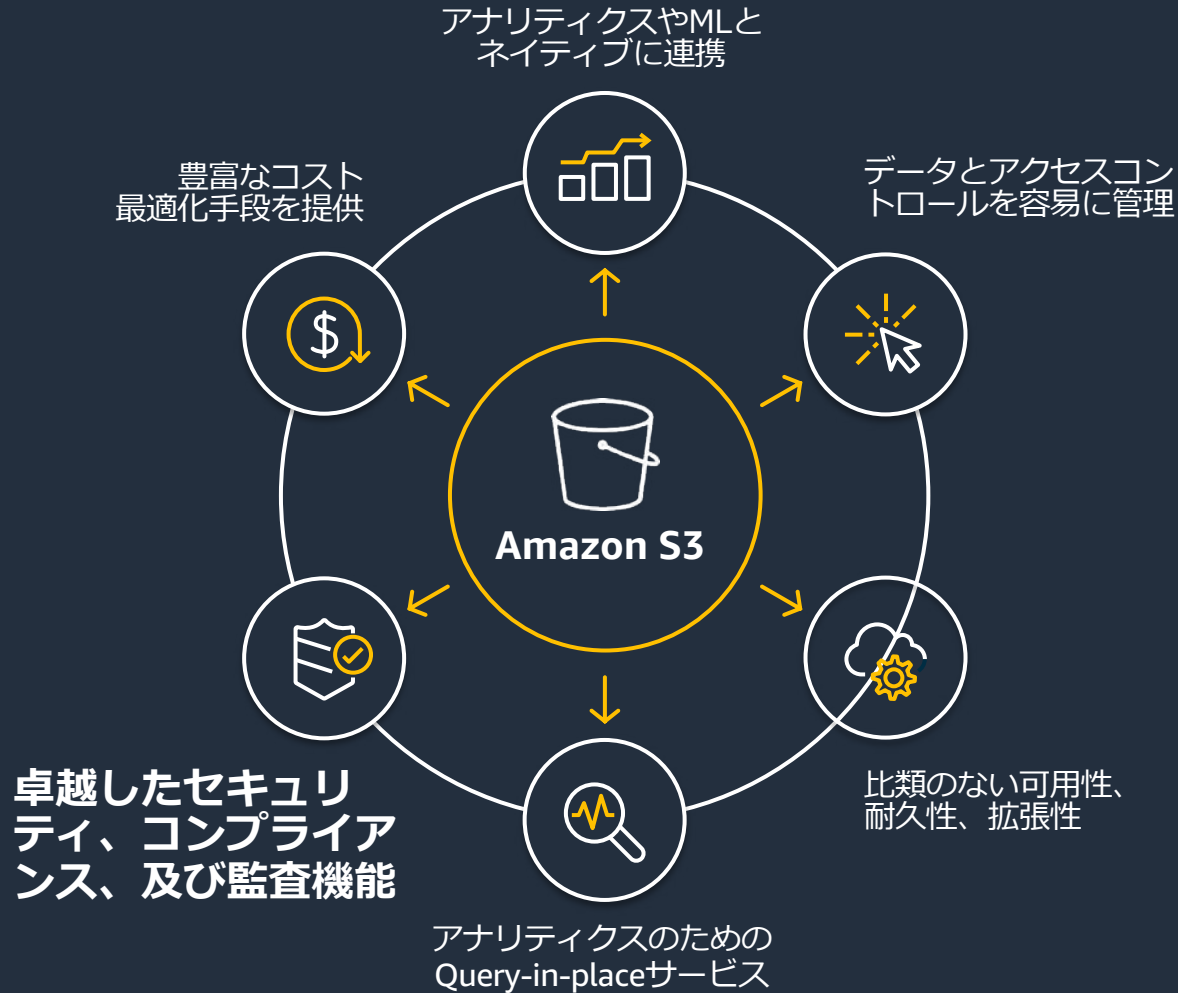 アナリティクスやMLと
ネイティブに連携
豊富なコスト
最適化手段を提供
データとアクセスコン
トロールを容易に管理
$
Amazon S3
卓越したセキュリ
ティ、コンプライア
ンス、及び監査機能
比類のない可用性、
耐久性、拡張性
アナリティクスのための
Query-in-placeサービス